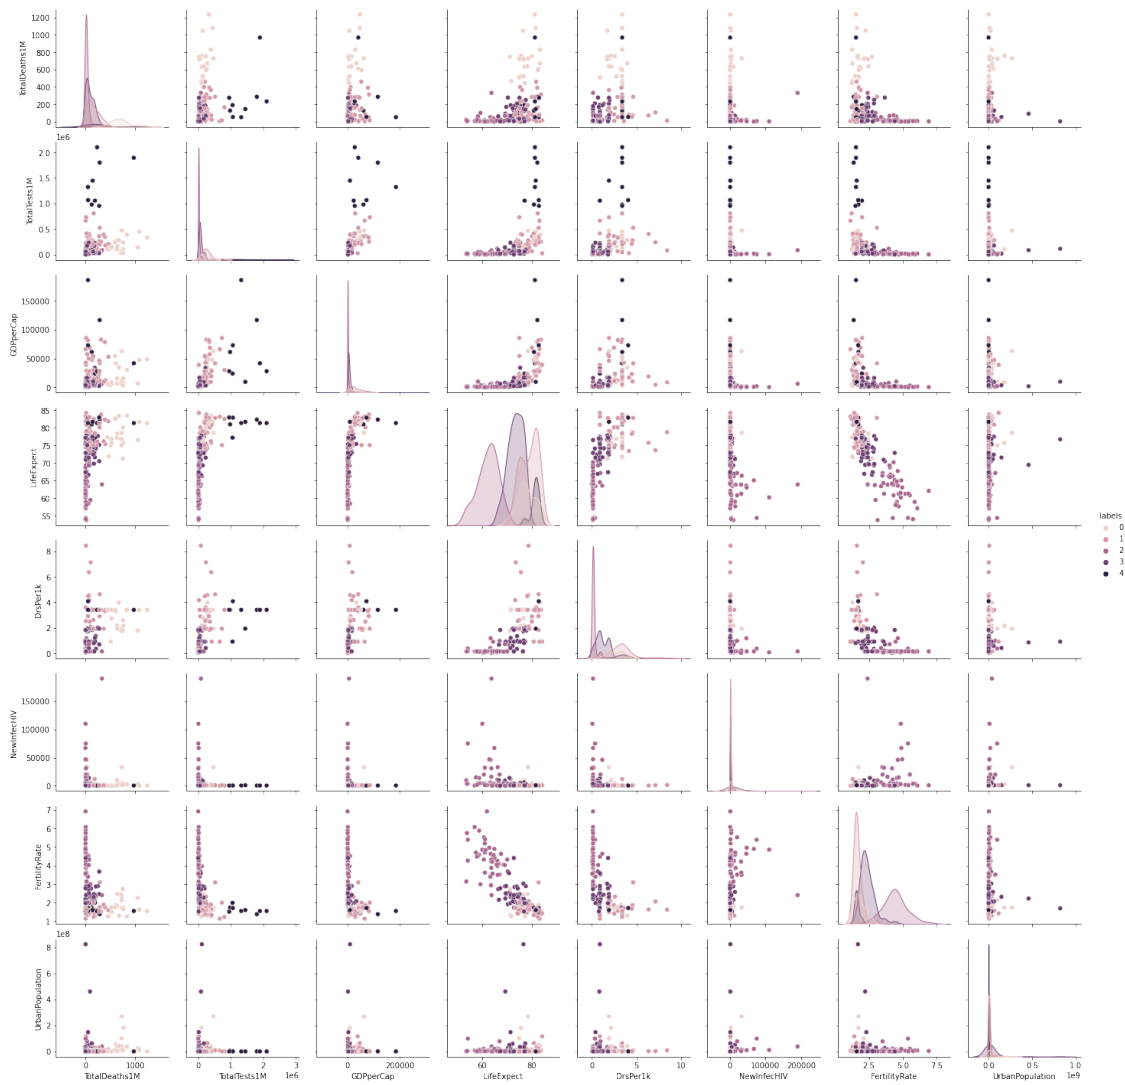 1200
1000
800
600
400
200
0
TotalDeaths1M
1e6
2.0
1.5
1.0
0.5
0.0
TotalTests1M
150000
100000
50000
0
GDPperCap
85
80
75
70
65
60
55
LifeExpect
labels
0
1
2
3
4
8
6
4
2
0
DrsPer1k
150000
100000
50000
0
NewInfecHIV
7
6
5
4
3
2
1
FertilityRate
1e8
8
6
4
2
0
UrbanPopulation
0 1000
TotalDeaths1M
0 1 2 3
1e6
TotalTests1M
0 200000
GDPperCap
60 80
LifeExpect
0 5 10
DrsPer1k
0 100000 200000
NewInfecHIV
2.5 5.0 7.5
FertilityRate
0.0 0.5 1.0
1e9
UrbanPopulation